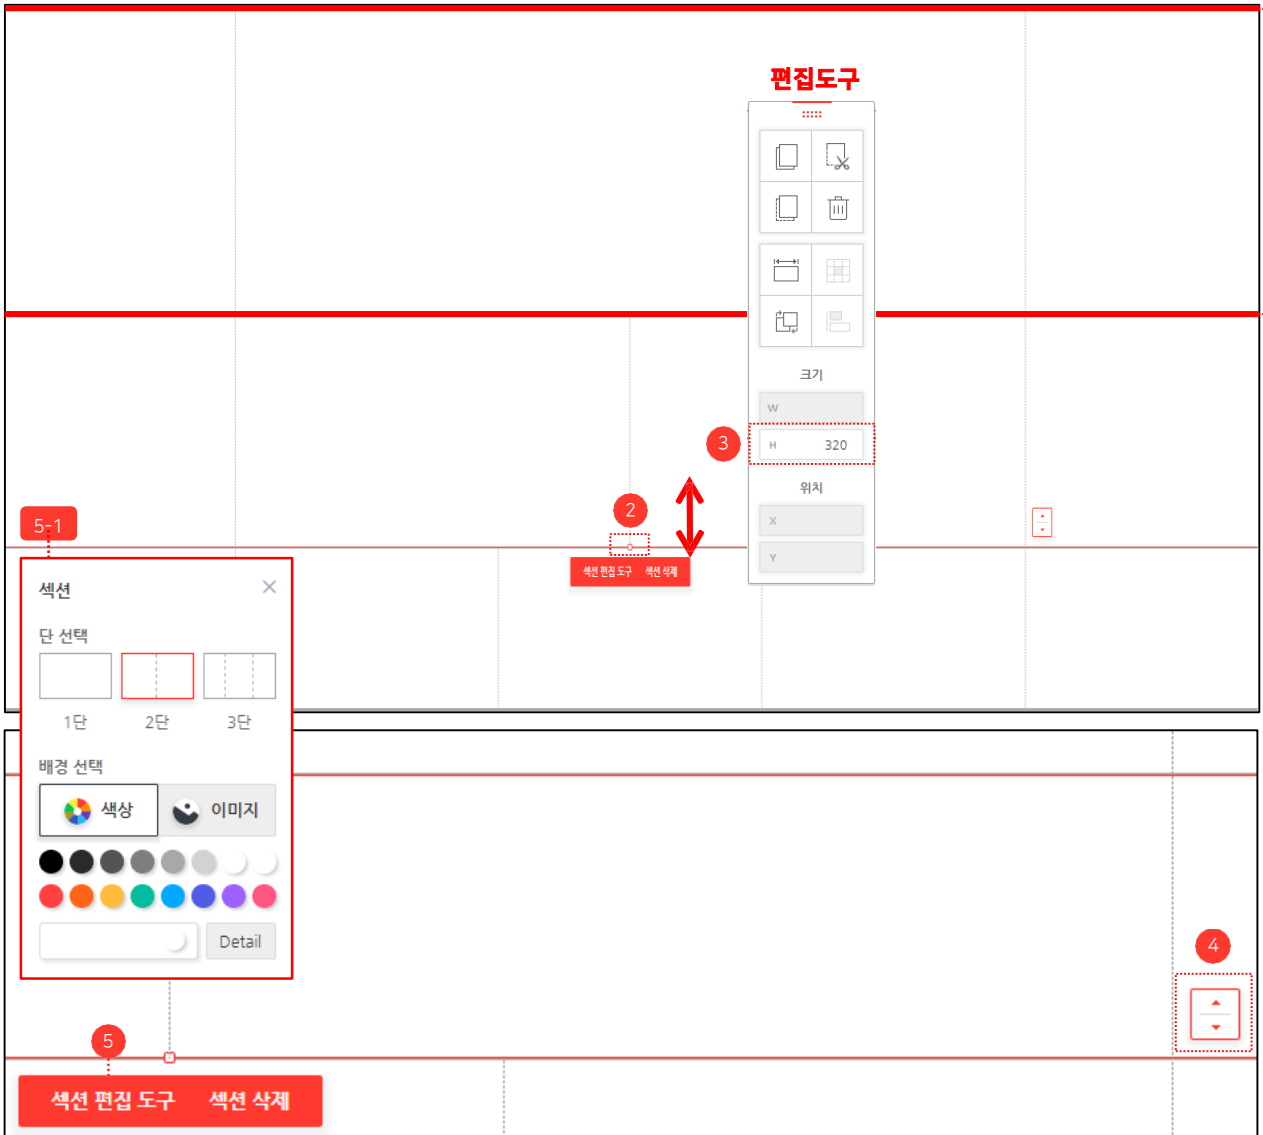 편집도구
크기
W
3
H 320
위치
X
Y
2
섹션 편집 도구 섹션 삭제
5-1
섹션
단 선택
1단 2단 3단
배경 선택
색상 이미지
Detail
4
5
섹션 편집 도구 섹션 삭제